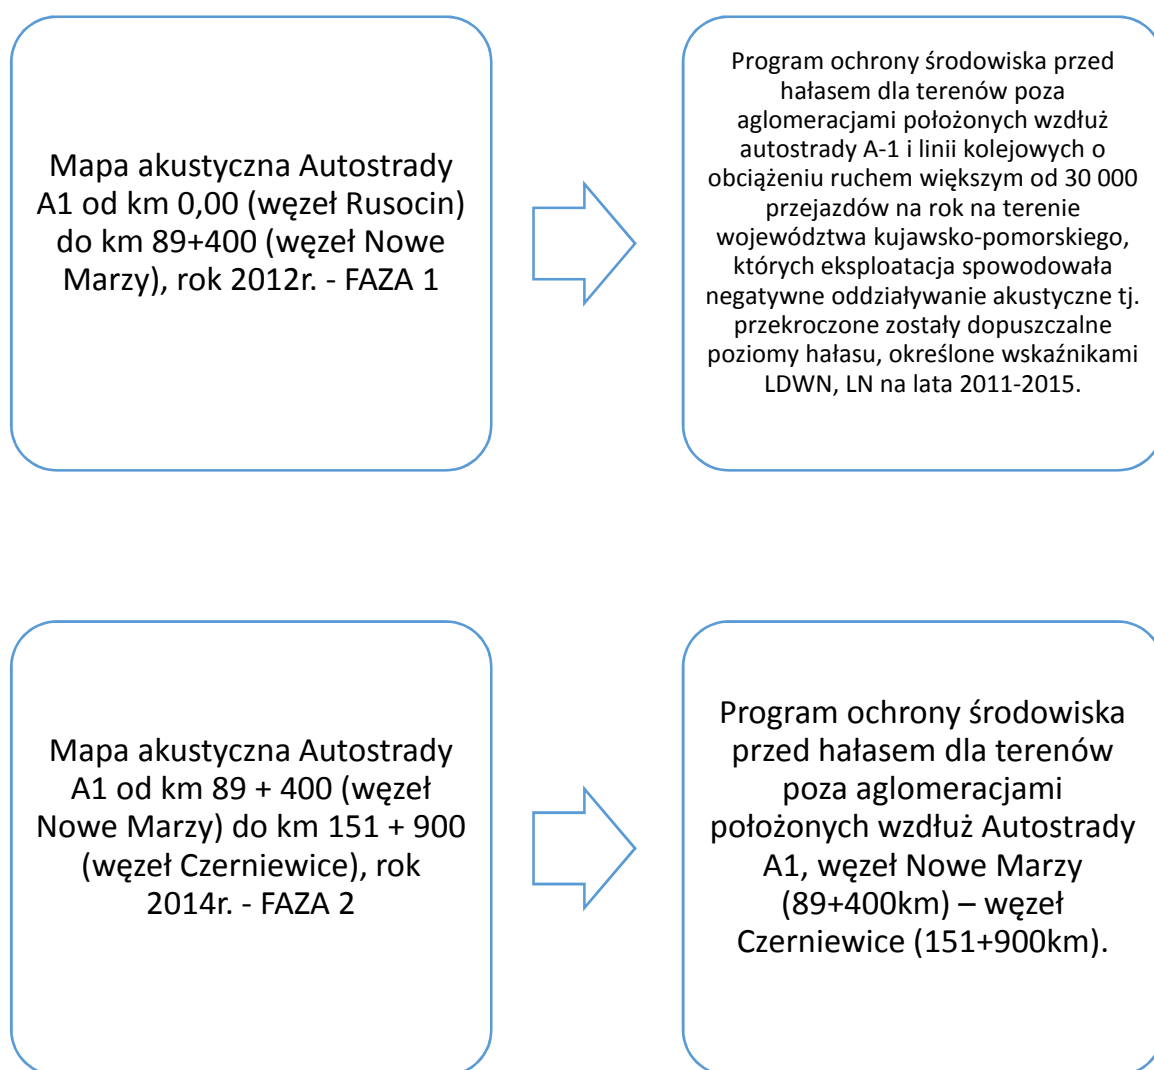 Mapa akustyczna Autostrady
A1 od km 0,00 (węzeł Rusocin)
do km 89+400 (węzeł Nowe
Marzy), rok 2012r. - FAZA 1
Program ochrony środowiska przed
hałasem dla terenów poza
aglomeracjami położonych wzdłuż
autostrady A-1 i linii kolejowych o
obciążeniu ruchem większym od 30 000
przejazdów na rok na terenie
województwa kujawsko-pomorskiego,
których eksploatacja spowodowała
negatywne oddziaływanie akustyczne tj.
przekroczone zostały dopuszczalne
poziomy hałasu, określone wskaźnikami
LDWN, LN na lata 2011-2015.
Mapa akustyczna Autostrady
A1 od km 89 + 400 (węzeł
Nowe Marzy) do km 151 + 900
(węzeł Czerniewice), rok
2014r. - FAZA 2
Program ochrony środowiska
przed hałasem dla terenów
poza aglomeracjami
położonych wzdłuż Autostrady
A1, węzeł Nowe Marzy
(89+400km) – węzeł
Czerniewice (151+900km).